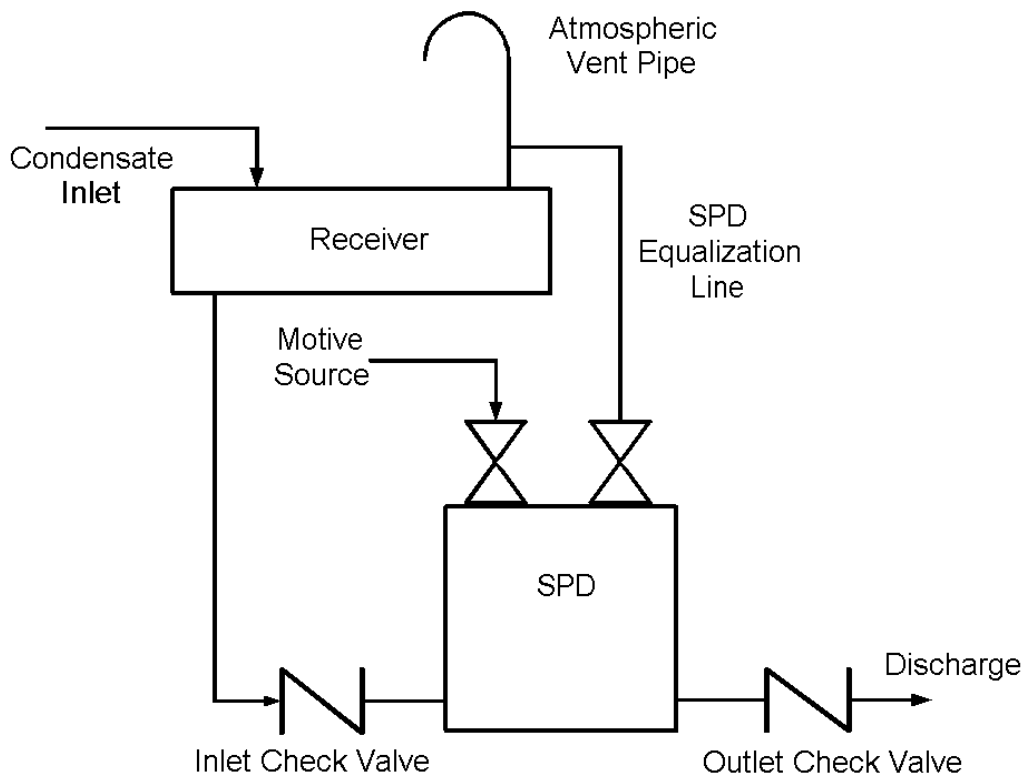 Atmospheric
Vent Pipe
Condensate
Inlet
Receiver
SPD
Equalization
Line
Motive
Source
SPD
Discharge
Inlet Check Valve
Outlet Check Valve